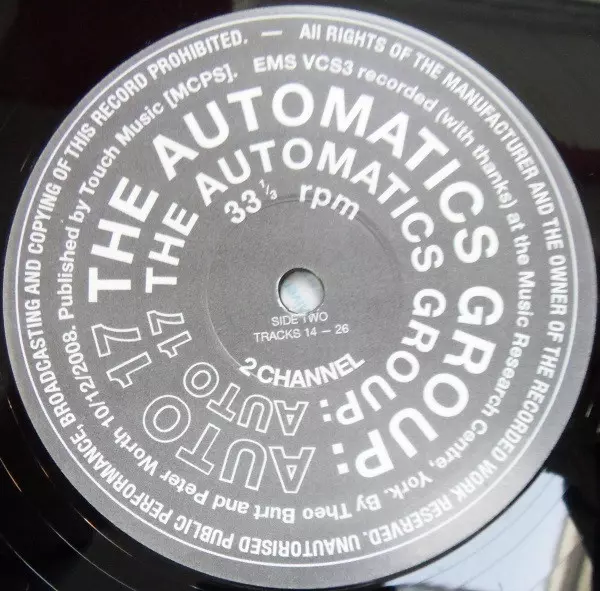 ALL RIGHTS OF THE MANUFACTURER AND THE OWNER OF THE RECORDED WORK RESERVED. UNAUTORISED PUBLIC PERFORMANCE, BROADCASTING AND COPYING OF THIS RECORD PROHIBITED. —
EMS VCS3 recorded (with thanks) at the Music Research Centre, York. By Theo Burt and Peter Worth 10/12/2008. Published by Touch Music [MCPS].
THE AUTOMATICS GROUP: AUTO 17
THE AUTOMATICS GROUP: AUTO 17
33 1/3 rpm
SIDE TWO
TRACKS 14 – 26
2 CHANNEL